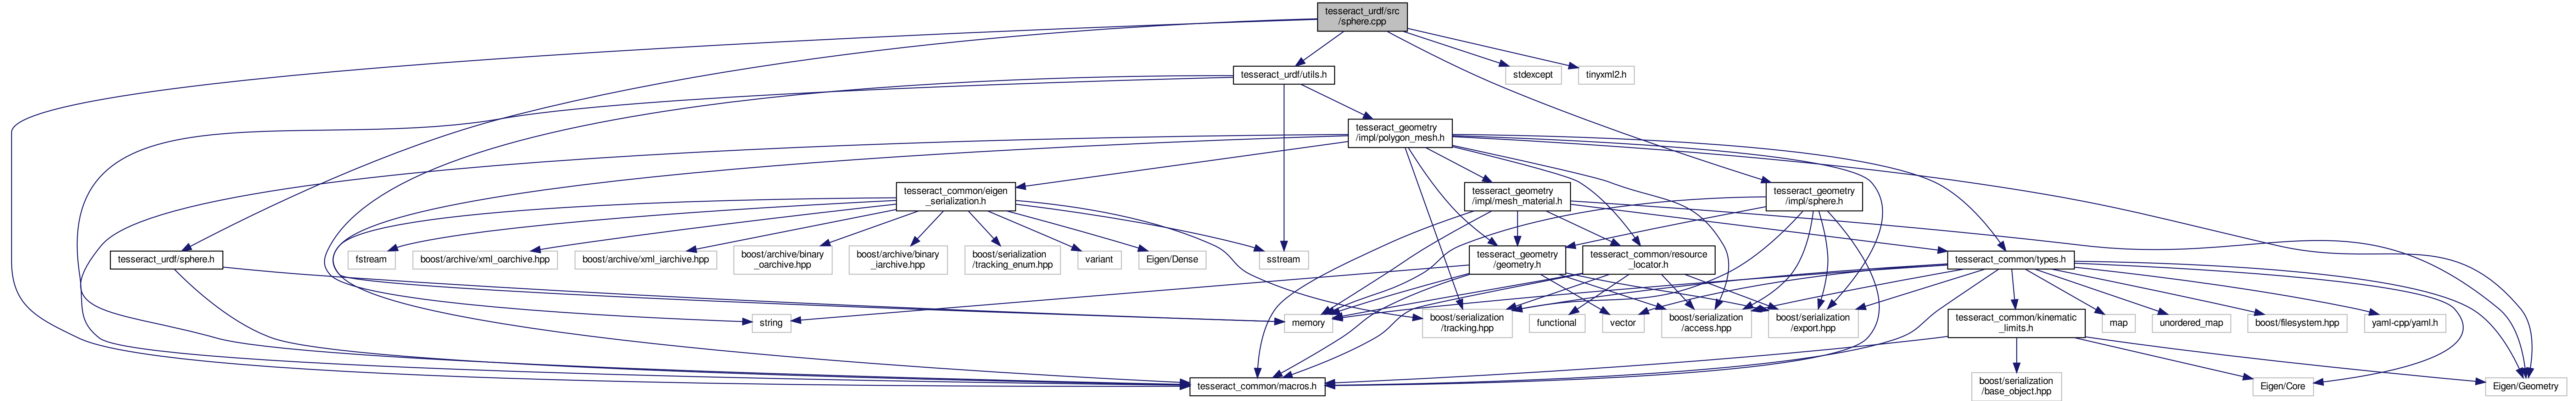 tesseract_urdf/src
/sphere.cpp
tesseract_urdf/utils.h
stdexcept
tinyxml2.h
tesseract_geometry
/impl/polygon_mesh.h
tesseract_common/eigen
_serialization.h
tesseract_geometry
/impl/mesh_material.h
tesseract_geometry
/impl/sphere.h
tesseract_urdf/sphere.h
fstream
boost/archive/xml_oarchive.hpp
boost/archive/xml_iarchive.hpp
boost/archive/binary
_oarchive.hpp
boost/archive/binary
_iarchive.hpp
boost/serialization
/tracking_enum.hpp
variant
Eigen/Dense
sstream
tesseract_geometry
/geometry.h
tesseract_common/resource
_locator.h
tesseract_common/types.h
string
memory
boost/serialization
/tracking.hpp
functional
vector
boost/serialization
/access.hpp
boost/serialization
/export.hpp
tesseract_common/kinematic
_limits.h
map
unordered_map
boost/filesystem.hpp
yaml-cpp/yaml.h
tesseract_common/macros.h
boost/serialization
/base_object.hpp
Eigen/Core
Eigen/Geometry